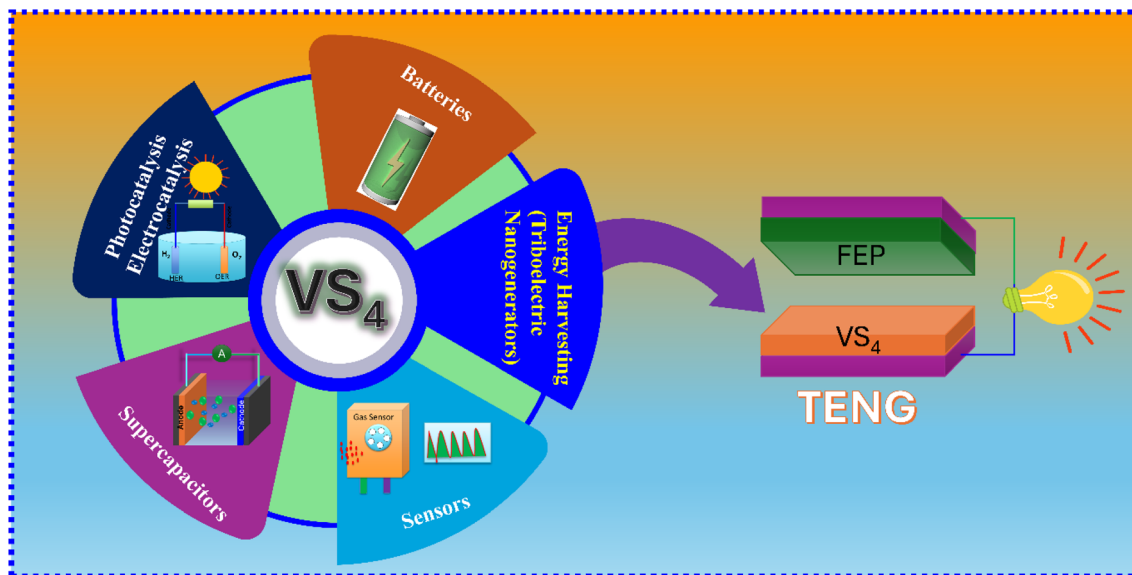 Batteries
Photocatalysis
Electrocatalysis
H₂
O₂
HER
OER
Energy Harvesting
(Triboelectric
Nanogenerators)
VS₄
A
Anode
Cathode
Supercapacitors
Gas Sensor
Sensors
FEP
VS₄
TENG